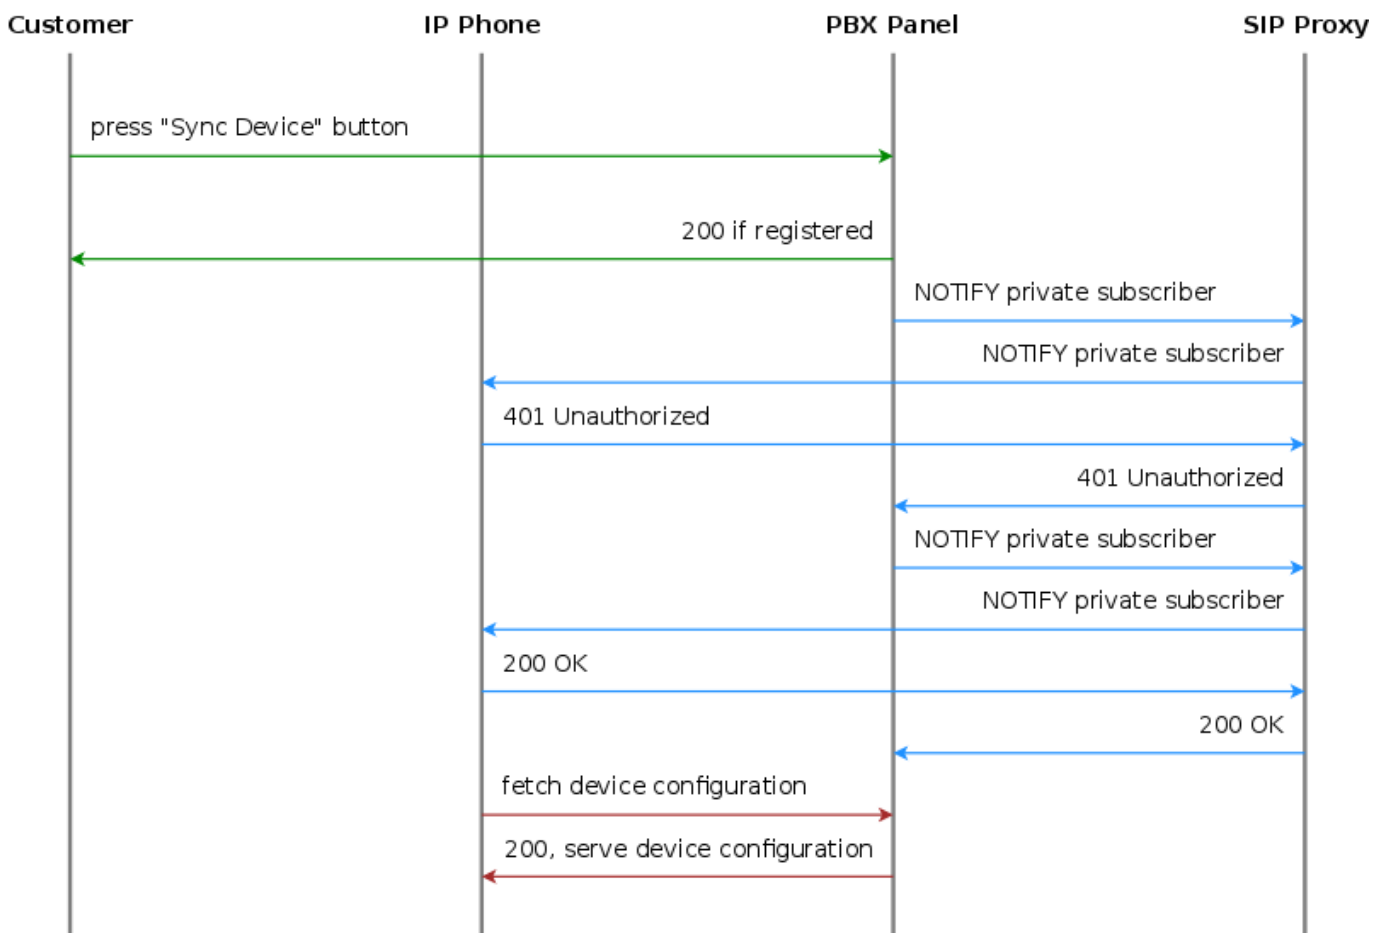 Customer IP Phone PBX Panel SIP Proxy
press "Sync Device" button
200 if registered
NOTIFY private subscriber
NOTIFY private subscriber
401 Unauthorized
401 Unauthorized
NOTIFY private subscriber
NOTIFY private subscriber
200 OK
200 OK
fetch device configuration
200, serve device configuration